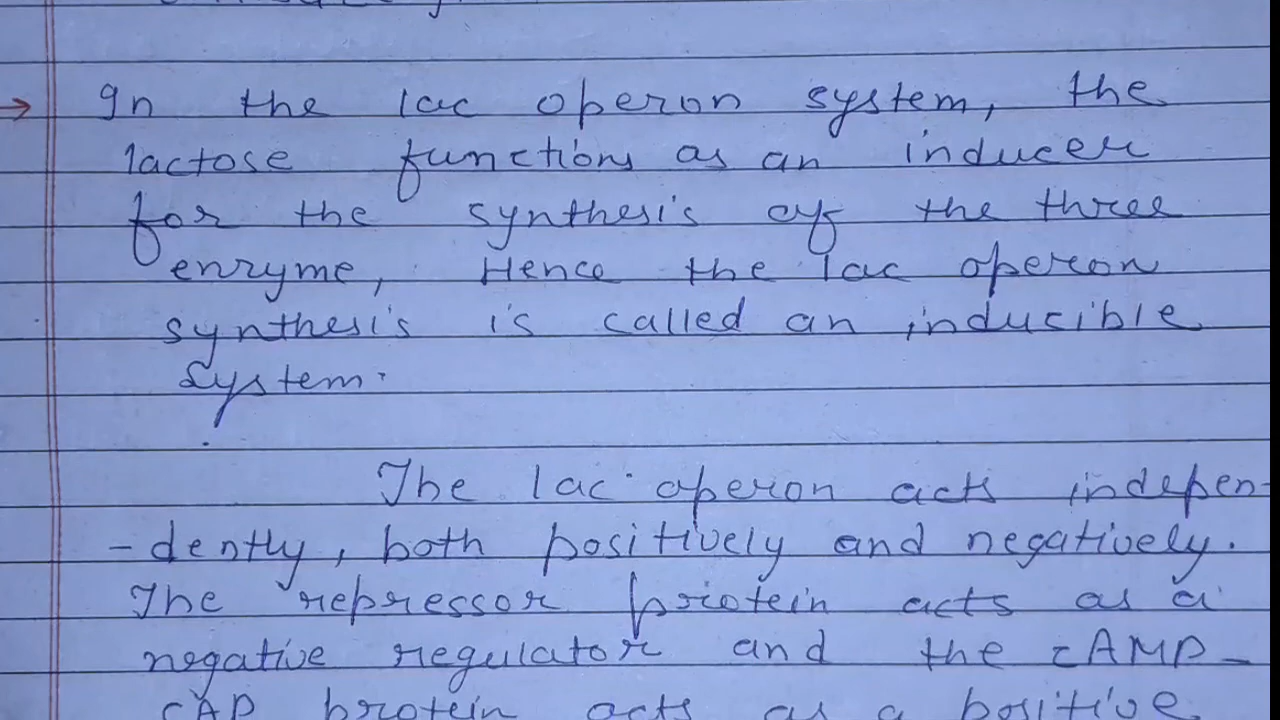 → In the lac operon system, the
lactose functions as an inducer
for the synthesis of the three
enzyme, Hence the lac operon
synthesis is called an inducible
system.
The lac operon acts indepen-
-dently, both positively and negatively.
The repressor protein acts as a
negative regulator and the cAMP-
CAP protein acts as a positive